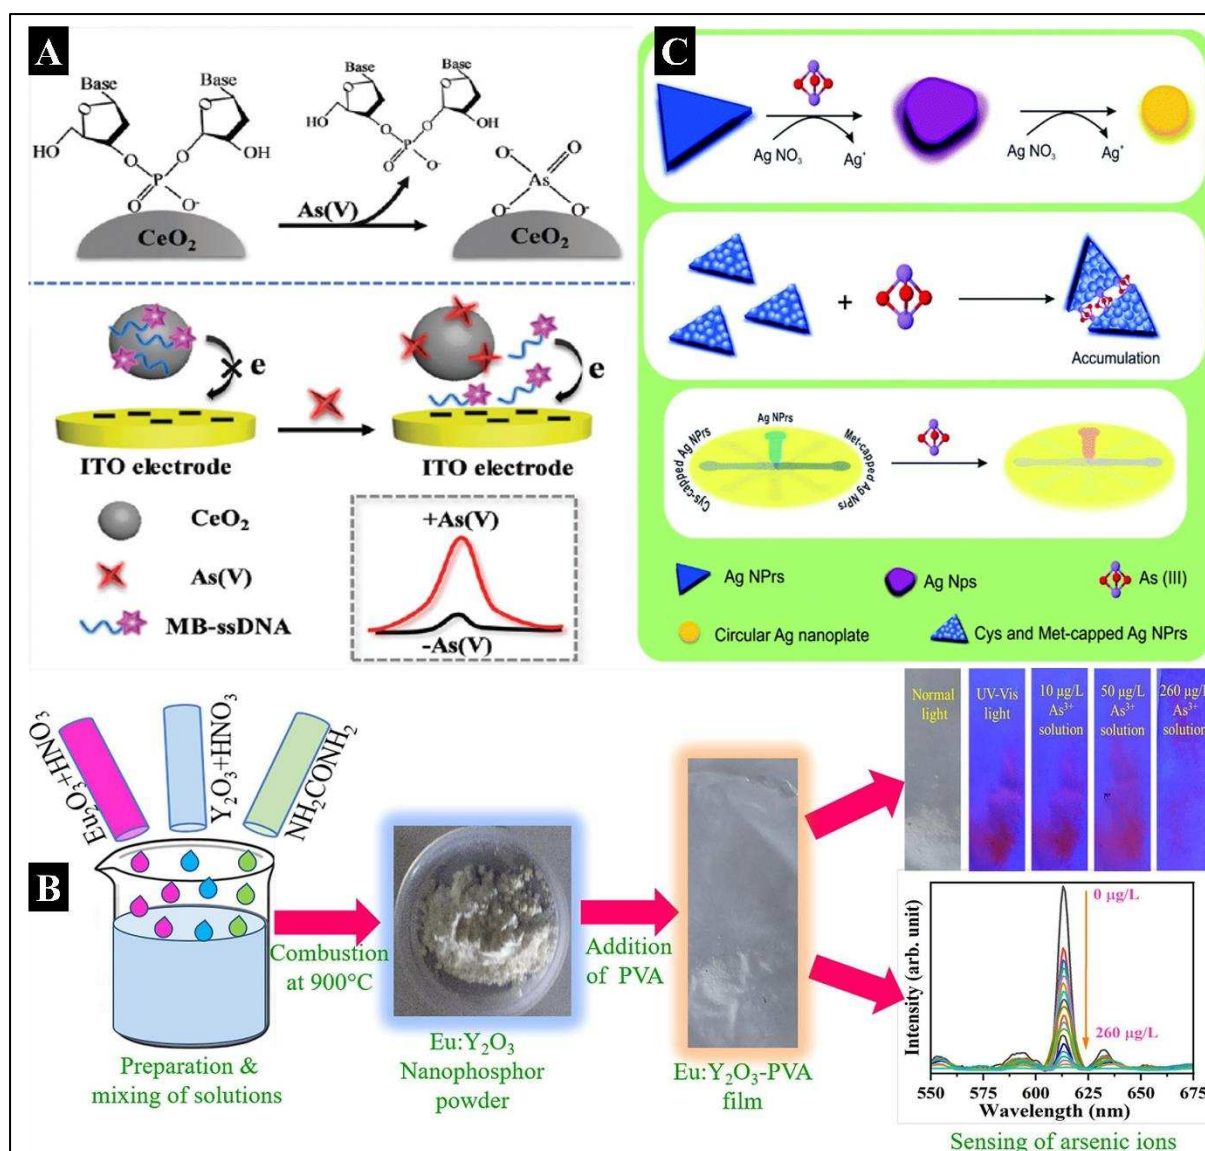 A
Base
Base
HO
OH
O
P
O
O-
CeO2
As(V)
Base
Base
HO
OH
O
P
O
O-
O-
O
As
O-
O-
CeO2
e
ITO electrode
e
ITO electrode
CeO2
As(V)
MB-ssDNA
+As(V)
-As(V)
C
Ag NO3
Ag+
Ag NO3
Ag+
+
Accumulation
Cys-capped Ag NPrs
Ag NPrs
Met-capped Ag NPrs
Ag NPrs
Ag Nps
As (III)
Circular Ag nanoplate
Cys and Met-capped Ag NPrs
B
Eu2O3+HNO3
Y2O3+HNO3
NH2CONH2
Preparation &
mixing of solutions
Combustion
at 900°C
Eu:Y2O3
Nanophosphor
powder
Addition
of PVA
Eu:Y2O3-PVA
film
Normal
light
UV-Vis
light
10 µg/L
As3+
solution
50 µg/L
As3+
solution
260 µg/L
As3+
solution
Intensity (arb. unit)
0 µg/L
260 µg/L
550
575
600
625
650
675
Wavelength (nm)
Sensing of arsenic ions